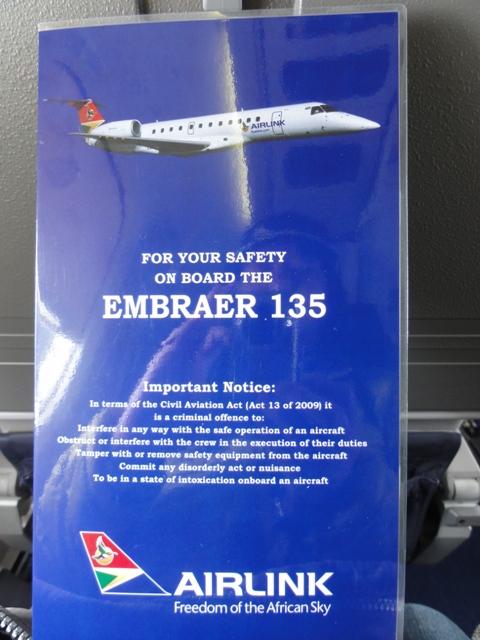 AIRLINK
FOR YOUR SAFETY
ON BOARD THE
EMBRAER 135
Important Notice:
In terms of the Civil Aviation Act (Act 13 of 2009) it
is a criminal offence to:
Interfere in any way with the safe operation of an aircraft
Obstruct or interfere with the crew in the execution of their duties
Tamper with or remove safety equipment from the aircraft
Commit any disorderly act or nuisance
To be in a state of intoxication onboard an aircraft
AIRLINK
Freedom of the African Sky